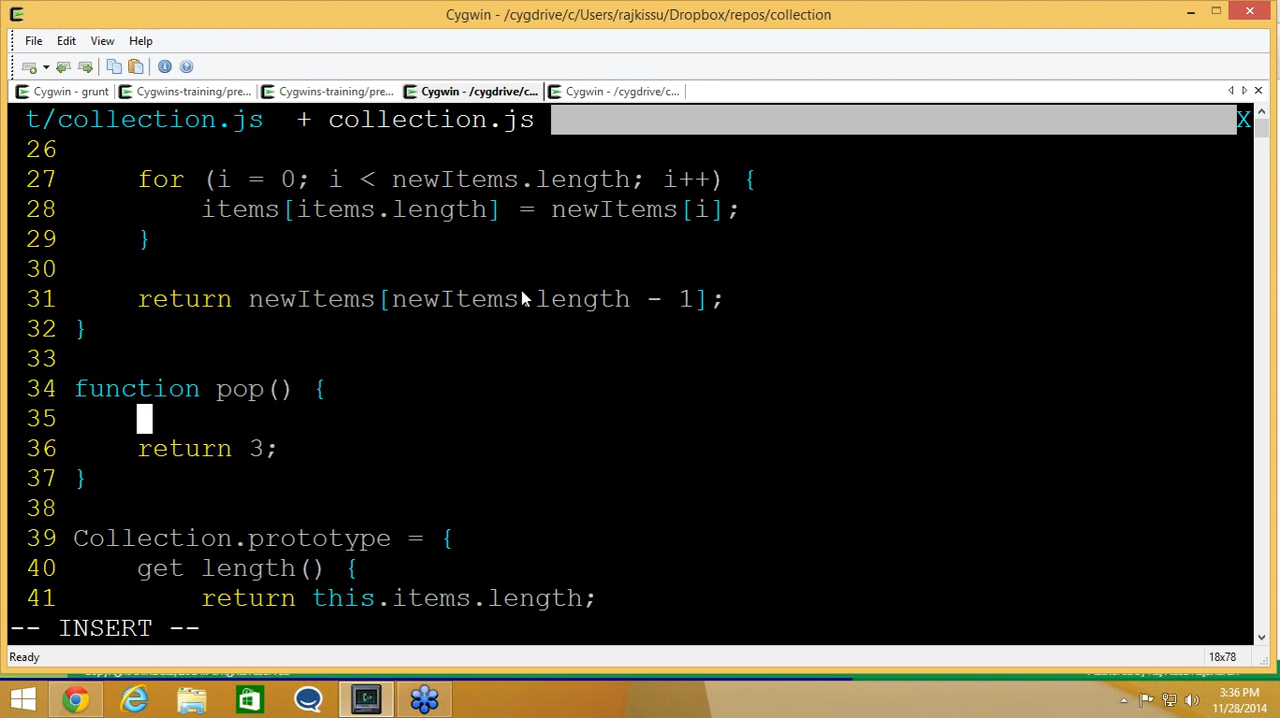 Cygwin - /cygdrive/c/Users/rajkissu/Dropbox/repos/collection
File Edit View Help
Cygwin - grunt Cygwins-training/pre... Cygwins-training/pre... Cygwin - /cygdrive/c... Cygwin - /cygdrive/c...
t/collection.js + collection.js X
26
27 for (i = 0; i < newItems.length; i++) {
28 items[items.length] = newItems[i];
29 }
30
31 return newItems[newItems.length - 1];
32 }
33
34 function pop() {
35
36 return 3;
37 }
38
39 Collection.prototype = {
40 get length() {
41 return this.items.length;
-- INSERT --
Ready 18x78
3:36 PM
11/28/2014